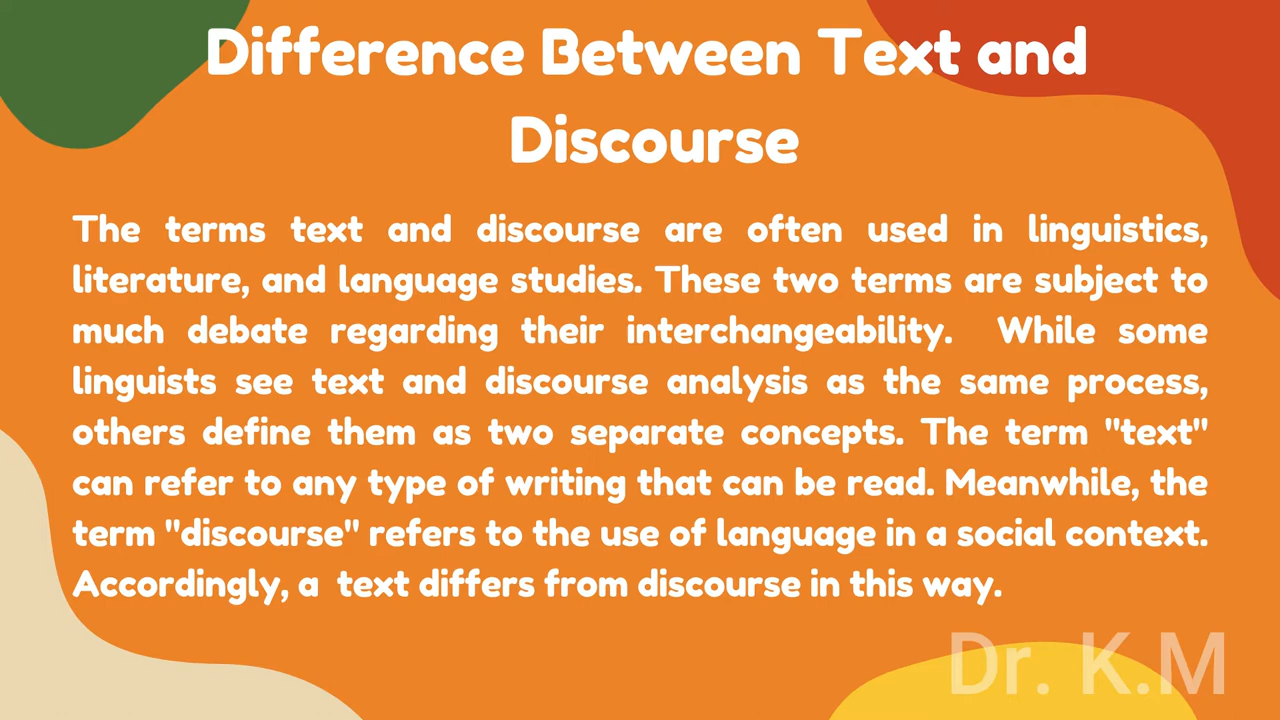 Difference Between Text and
Discourse
The terms text and discourse are often used in linguistics,
literature, and language studies. These two terms are subject to
much debate regarding their interchangeability.  While some
linguists see text and discourse analysis as the same process,
others define them as two separate concepts. The term "text"
can refer to any type of writing that can be read. Meanwhile, the
term "discourse" refers to the use of language in a social context.
Accordingly, a  text differs from discourse in this way.
Dr. K.M